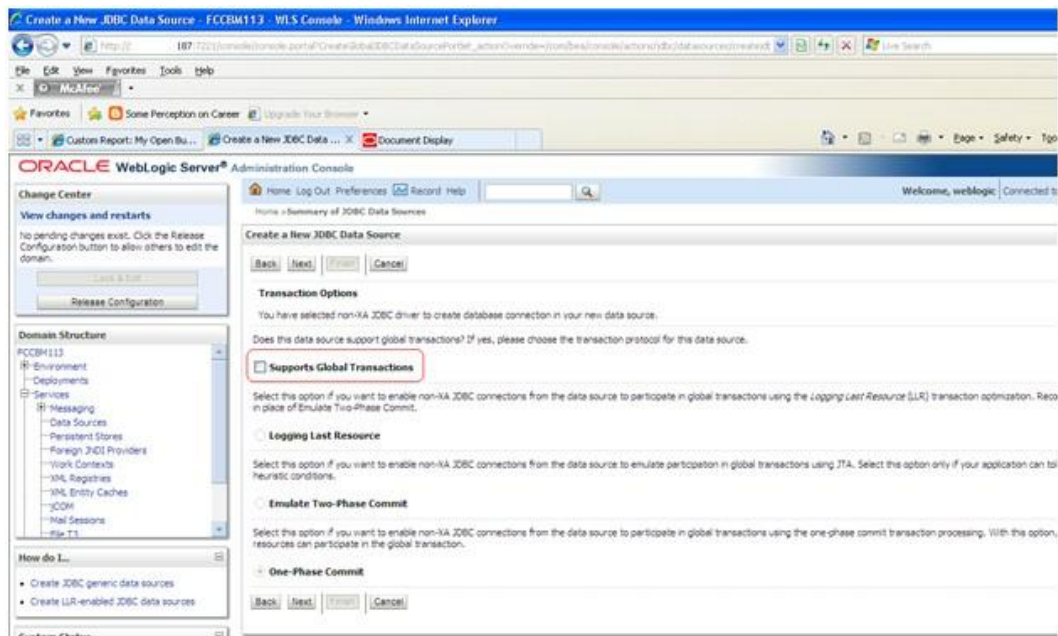 Create a New JDBC Data Source - FCCBM113 - WLS Console - Windows Internet Explorer
File Edit View Favorites Tools Help
McAfee
Favorites Some Perception on Career Upgrade Your Browser
Custom Report: My Open Bu... Create a New JDBC Data ... Document Display Page Safety
ORACLE WebLogic Server® Administration Console
Change Center
View changes and restarts
No pending changes exist. Click the Release
Configuration button to allow others to edit the
domain.
Lock & Edit
Release Configuration
Domain Structure
FCCBM113
Environment
Deployments
Services
Messaging
Data Sources
Persistent Stores
Foreign JNDI Providers
Work Contexts
XML Registries
XML Entity Caches
jCOM
Mail Sessions
File T3
How do I...
Create JDBC generic data sources
Create LLR-enabled JDBC data sources
Home Log Out Preferences Record Help
Welcome, weblogic Connected
Home >Summary of JDBC Data Sources
Create a New JDBC Data Source
Back Next Finish Cancel
Transaction Options
You have selected non-XA JDBC driver to create database connection in your new data source.
Does this data source support global transactions? If yes, please choose the transaction protocol for this data source.
Supports Global Transactions
Select this option if you want to enable non-XA JDBC connections from the data source to participate in global transactions using the Logging Last Resource (LLR) transaction optimization. Reco
in place of Emulate Two-Phase Commit.
Logging Last Resource
Select this option if you want to enable non-XA JDBC connections from the data source to emulate participation in global transactions using JTA. Select this option only if your application can tol
heuristic conditions.
Emulate Two-Phase Commit
Select this option if you want to enable non-XA JDBC connections from the data source to participate in global transactions using the one-phase commit transaction processing. With this option,
resources can participate in the global transaction.
One-Phase Commit
Back Next Finish Cancel